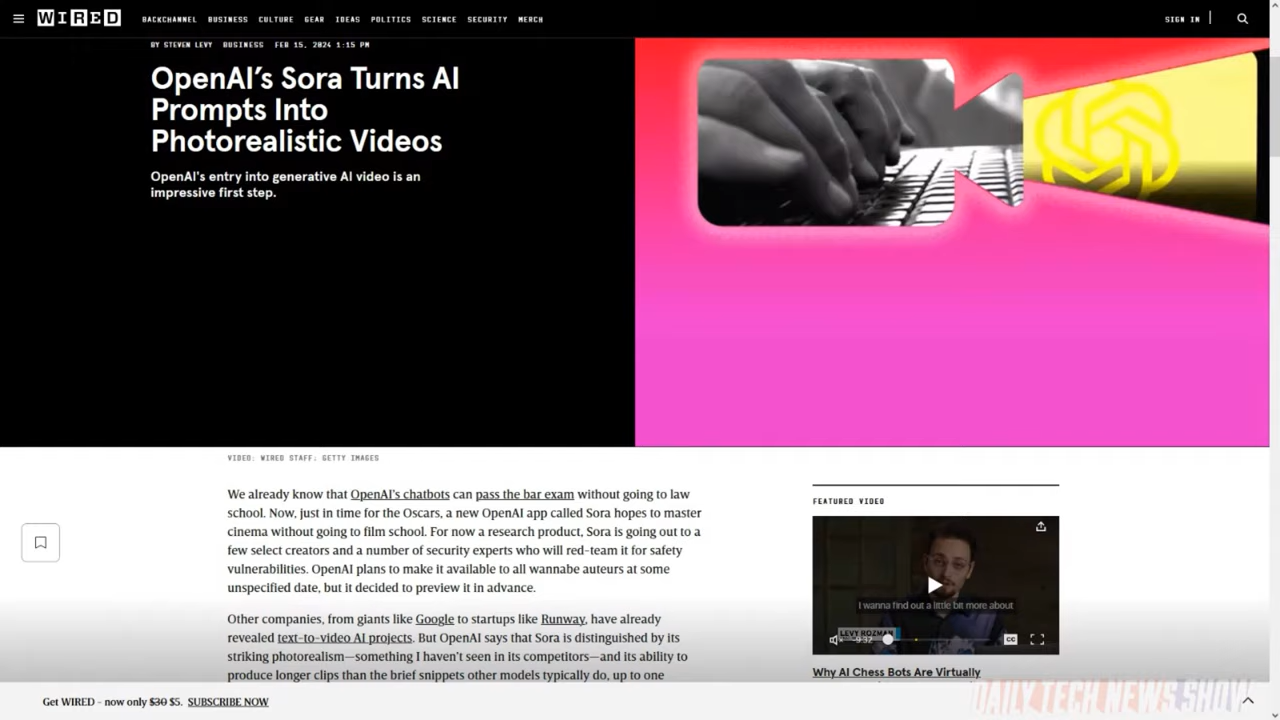 WIRED
BACKCHANNEL BUSINESS CULTURE GEAR IDEAS POLITICS SCIENCE SECURITY MERCH
SIGN IN
BY STEVEN LEVY BUSINESS FEB 15, 2024 1:15 PM
OpenAI's Sora Turns AI
Prompts Into
Photorealistic Videos
OpenAI's entry into generative AI video is an
impressive first step.
VIDEO: WIRED STAFF; GETTY IMAGES
We already know that OpenAI's chatbots can pass the bar exam without going to law
school. Now, just in time for the Oscars, a new OpenAI app called Sora hopes to master
cinema without going to film school. For now a research product, Sora is going out to a
few select creators and a number of security experts who will red-team it for safety
vulnerabilities. OpenAI plans to make it available to all wannabe auteurs at some
unspecified date, but it decided to preview it in advance.
Other companies, from giants like Google to startups like Runway, have already
revealed text-to-video AI projects. But OpenAI says that Sora is distinguished by its
striking photorealism—something I haven't seen in its competitors—and its ability to
produce longer clips than the brief snippets other models typically do, up to one
FEATURED VIDEO
I wanna find out a little bit more about
LEVY ROZMAN
-9:32
CC
Why AI Chess Bots Are Virtually
Get WIRED - now only $30 $5. SUBSCRIBE NOW
DAILY TECH NEWS SHOW